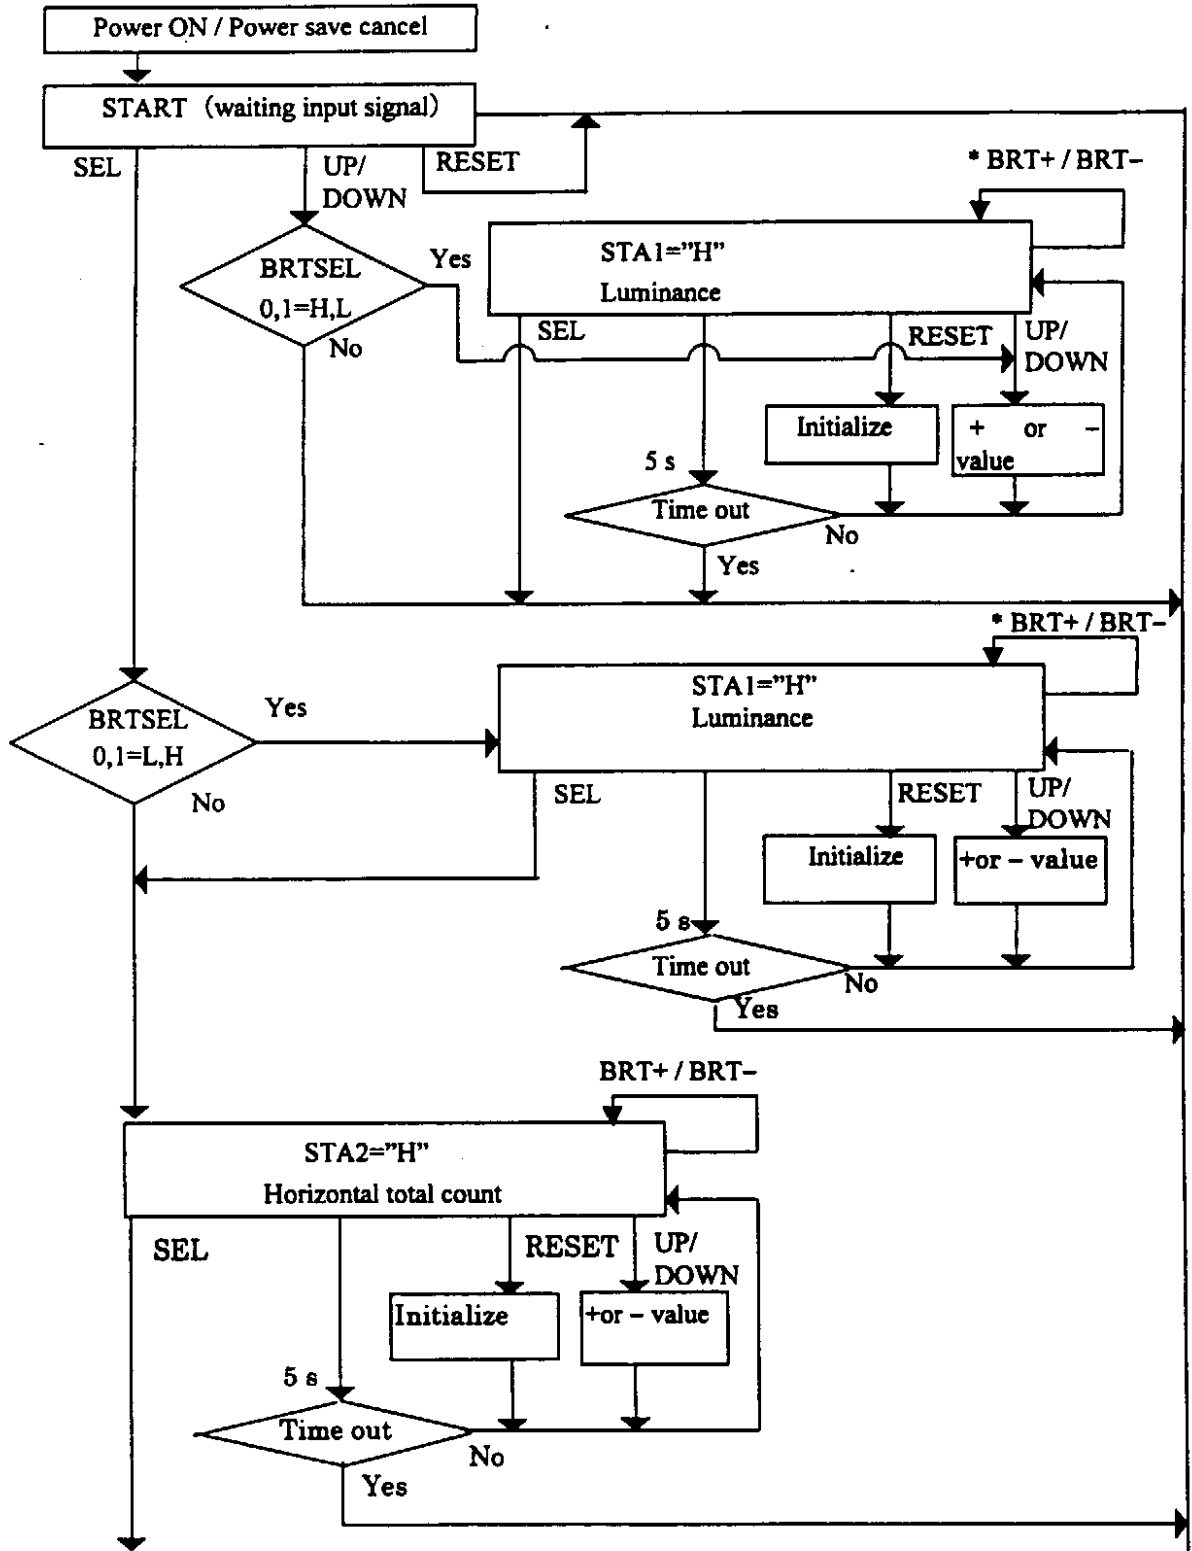 Power ON / Power save cancel
START (waiting input signal)
SEL
UP/
DOWN
RESET
* BRT+ / BRT−
BRTSEL
0,1=H,L
Yes
No
STA1="H"
Luminance
SEL
RESET
UP/
DOWN
Initialize
+ or −
value
5 s
Time out
No
Yes
* BRT+ / BRT−
BRTSEL
0,1=L,H
Yes
No
STA1="H"
Luminance
SEL
RESET
UP/
DOWN
Initialize
+or − value
5 s
Time out
No
Yes
BRT+ / BRT−
STA2="H"
Horizontal total count
SEL
RESET
UP/
DOWN
Initialize
+or − value
5 s
Time out
No
Yes